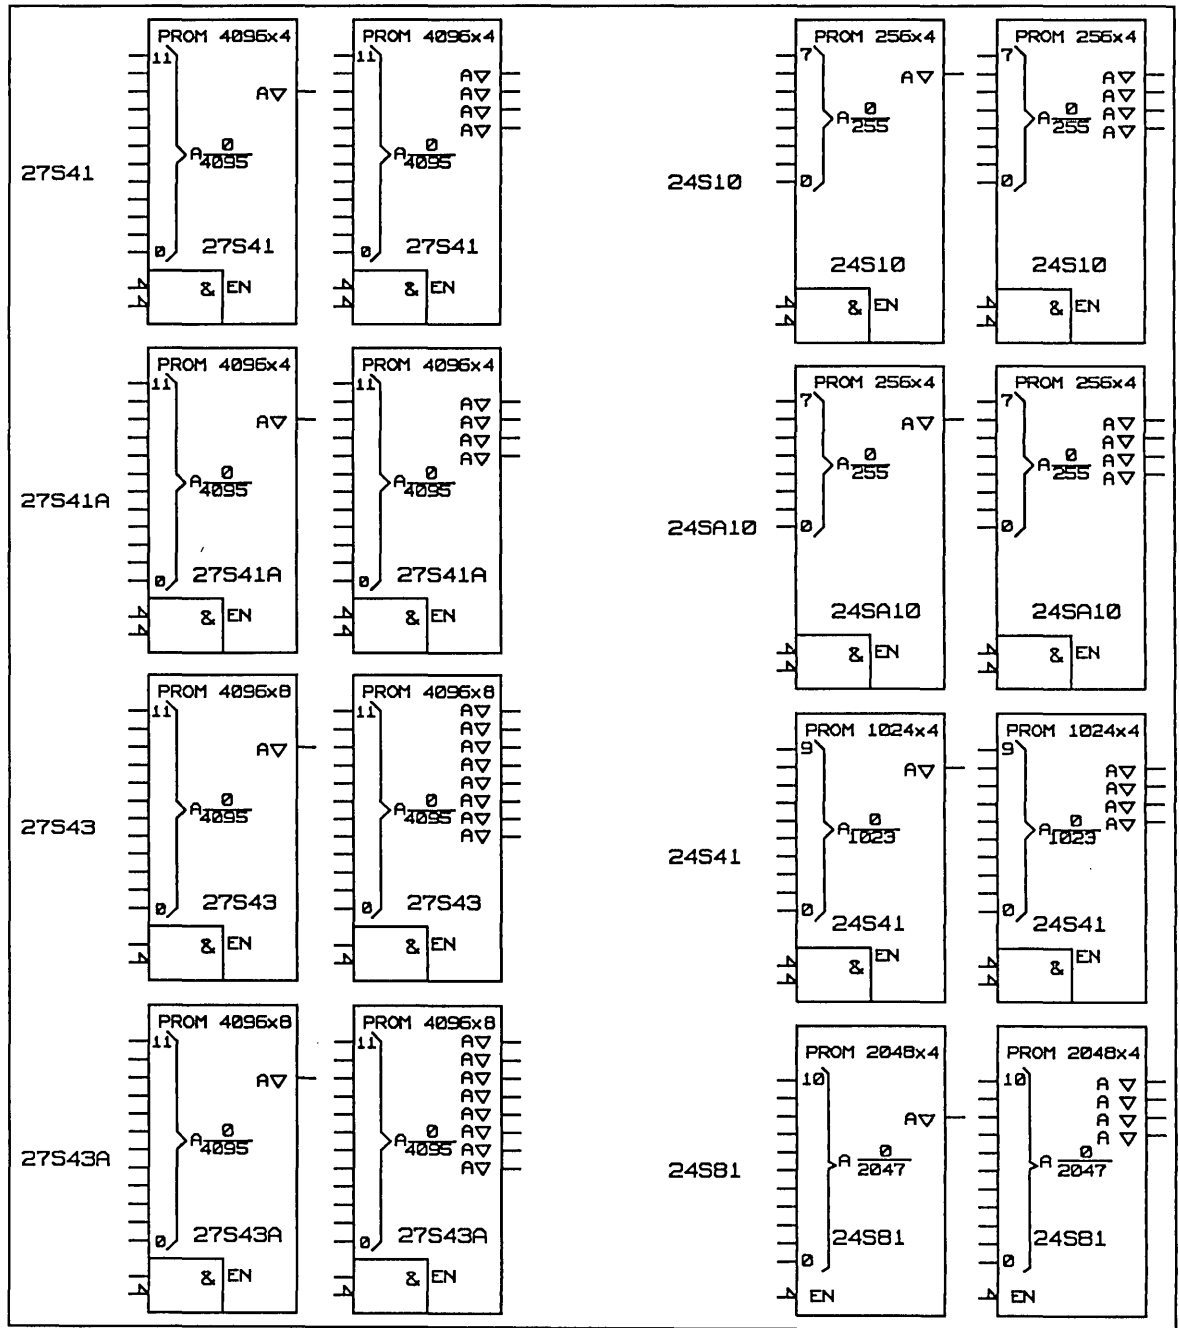 27S41
PROM 4096x4
11
A▽
A 0/4095
0
27S41
& EN
PROM 4096x4
11
A▽
A▽
A▽
A▽
A 0/4095
0
27S41
& EN
24S10
PROM 256x4
7
A▽
A 0/255
0
24S10
& EN
PROM 256x4
7
A▽
A▽
A▽
A▽
A 0/255
0
24S10
& EN
27S41A
PROM 4096x4
11
A▽
A 0/4095
0
27S41A
& EN
PROM 4096x4
11
A▽
A▽
A▽
A▽
A 0/4095
0
27S41A
& EN
24SA10
PROM 256x4
7
A▽
A 0/255
0
24SA10
& EN
PROM 256x4
7
A▽
A▽
A▽
A▽
A 0/255
0
24SA10
& EN
27S43
PROM 4096x8
11
A▽
A 0/4095
0
27S43
& EN
PROM 4096x8
11
A▽
A▽
A▽
A▽
A▽
A▽
A▽
A▽
A 0/4095
0
27S43
& EN
24S41
PROM 1024x4
9
A▽
A 0/1023
0
24S41
& EN
PROM 1024x4
9
A▽
A▽
A▽
A▽
A 0/1023
0
24S41
& EN
27S43A
PROM 4096x8
11
A▽
A 0/4095
0
27S43A
& EN
PROM 4096x8
11
A▽
A▽
A▽
A▽
A▽
A▽
A▽
A▽
A 0/4095
0
27S43A
& EN
24S81
PROM 2048x4
10
A▽
A 0/2047
24S81
0
EN
PROM 2048x4
10
A ▽
A ▽
A ▽
A ▽
A 0/2047
24S81
0
EN